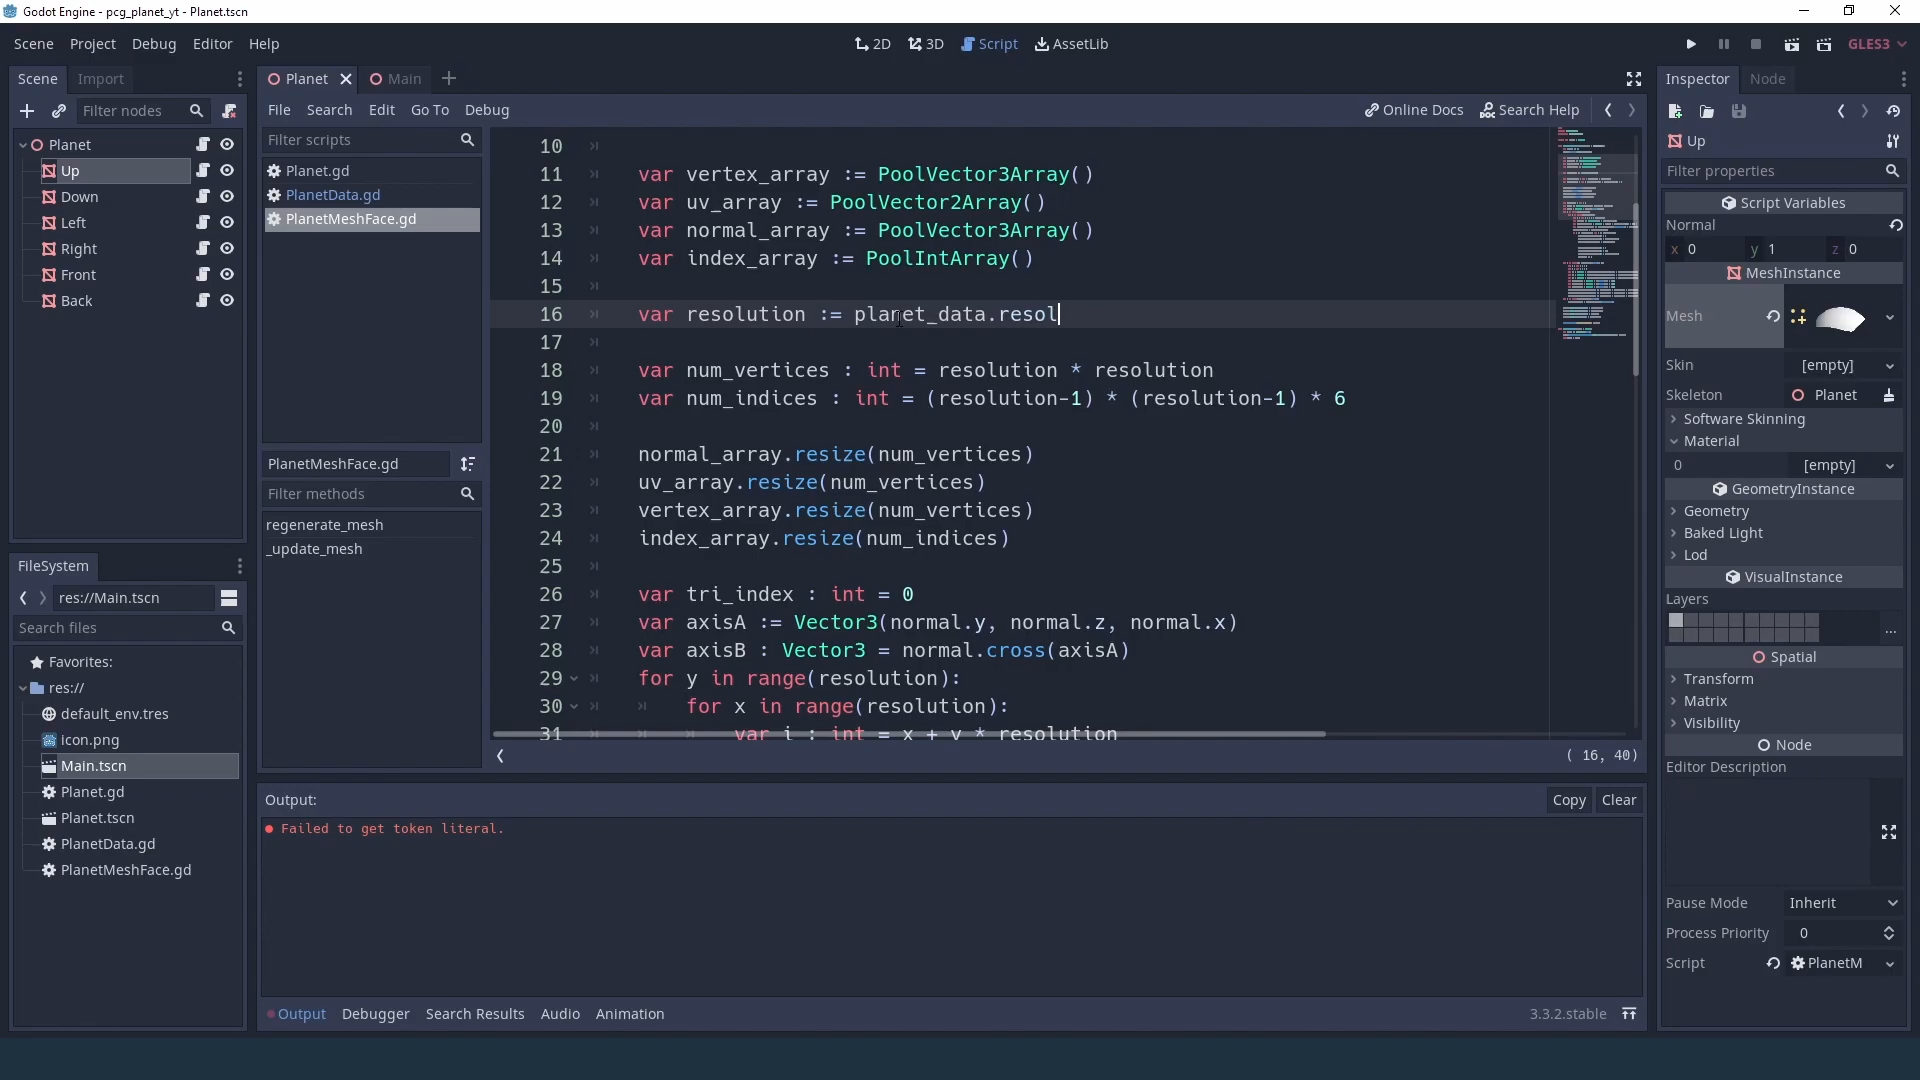 Godot Engine - pcg_planet_yt - Planet.tscn
Scene Project Debug Editor Help
2D 3D Script AssetLib
GLES3
Scene Import
Filter nodes
Planet
Up
Down
Left
Right
Front
Back
FileSystem
res://Main.tscn
Search files
Favorites:
res://
default_env.tres
icon.png
Main.tscn
Planet.gd
Planet.tscn
PlanetData.gd
PlanetMeshFace.gd
Planet Main
File Search Edit Go To Debug
Online Docs Search Help
Filter scripts
Planet.gd
PlanetData.gd
PlanetMeshFace.gd
PlanetMeshFace.gd
Filter methods
regenerate_mesh
_update_mesh
10
11 var vertex_array := PoolVector3Array()
12 var uv_array := PoolVector2Array()
13 var normal_array := PoolVector3Array()
14 var index_array := PoolIntArray()
15
16 var resolution := planet_data.resol
17
18 var num_vertices : int = resolution * resolution
19 var num_indices : int = (resolution-1) * (resolution-1) * 6
20
21 normal_array.resize(num_vertices)
22 uv_array.resize(num_vertices)
23 vertex_array.resize(num_vertices)
24 index_array.resize(num_indices)
25
26 var tri_index : int = 0
27 var axisA := Vector3(normal.y, normal.z, normal.x)
28 var axisB : Vector3 = normal.cross(axisA)
29 for y in range(resolution):
30 for x in range(resolution):
31 var i : int = x + y * resolution
( 16, 40)
Output:
Copy Clear
Failed to get token literal.
Output Debugger Search Results Audio Animation
3.3.2.stable
Inspector Node
Up
Filter properties
Script Variables
Normal
x 0 y 1 z 0
MeshInstance
Mesh
Skin [empty]
Skeleton Planet
Software Skinning
Material
0 [empty]
GeometryInstance
Geometry
Baked Light
Lod
VisualInstance
Layers
...
Spatial
Transform
Matrix
Visibility
Node
Editor Description
Pause Mode Inherit
Process Priority 0
Script PlanetM